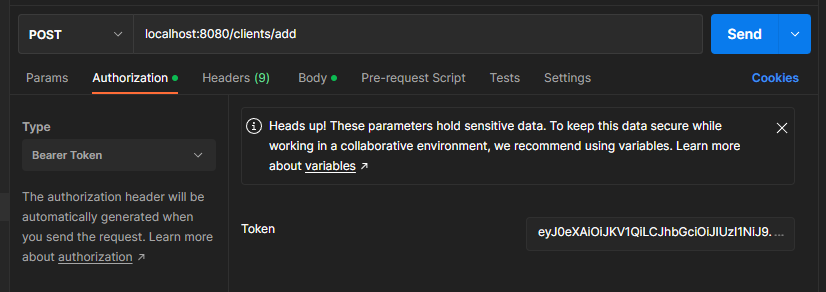 POST localhost:8080/clients/add Send
Params Authorization Headers (9) Body Pre-request Script Tests Settings Cookies
Type
Bearer Token
The authorization header will be
automatically generated when
you send the request. Learn more
about authorization ↗
Heads up! These parameters hold sensitive data. To keep this data secure while
working in a collaborative environment, we recommend using variables. Learn more
about variables ↗
Token eyJ0eXAiOiJKV1QiLCJhbGciOiJIUzI1NiJ9. ...